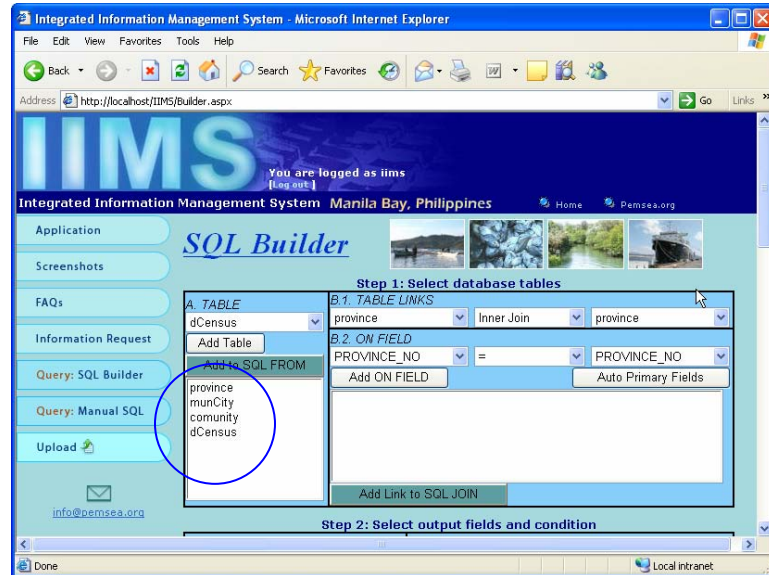 Integrated Information Management System - Microsoft Internet Explorer
File Edit View Favorites Tools Help
Back Search Favorites
Address http://localhost/IIMS/Builder.aspx Go Links »
IIMS
You are logged as iims
[Log out ]
Integrated Information Management System Manila Bay, Philippines Home Pemsea.org
Application
Screenshots
FAQs
Information Request
Query: SQL Builder
Query: Manual SQL
Upload
info@pemsea.org
SQL Builder
Step 1: Select database tables
A. TABLE
dCensus
Add Table
Add to SQL FROM
province
munCity
comunity
dCensus
B.1. TABLE LINKS
province Inner Join province
B.2. ON FIELD
PROVINCE_NO = PROVINCE_NO
Add ON FIELD Auto Primary Fields
Add Link to SQL JOIN
Step 2: Select output fields and condition
Done Local intranet